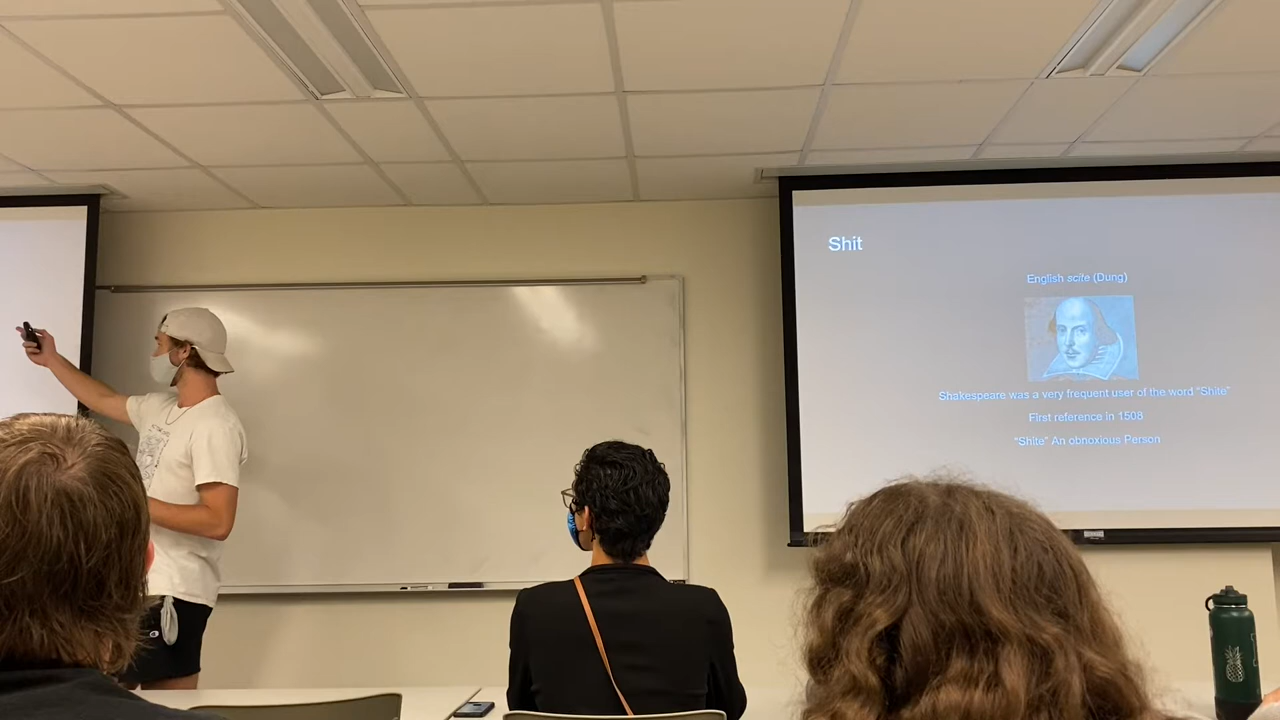 Shit
English scite (Dung)
Shakespeare was a very frequent user of the word "Shite"
First reference in 1508
"Shite" An obnoxious Person